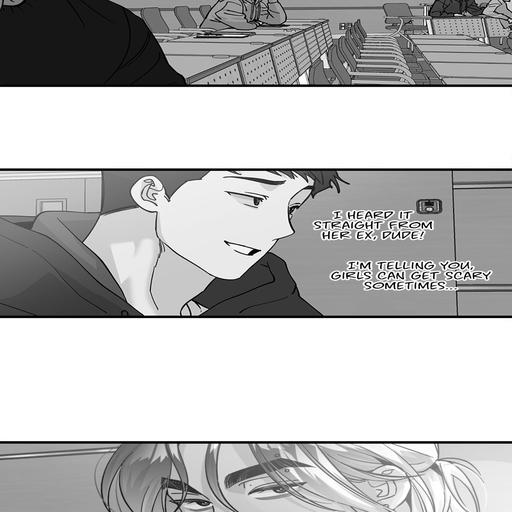 I HEARD IT
STRAIGHT FROM
HER EX, DUDE!
I'M TELLING YOU,
GIRLS CAN GET SCARY
SOMETIMES...